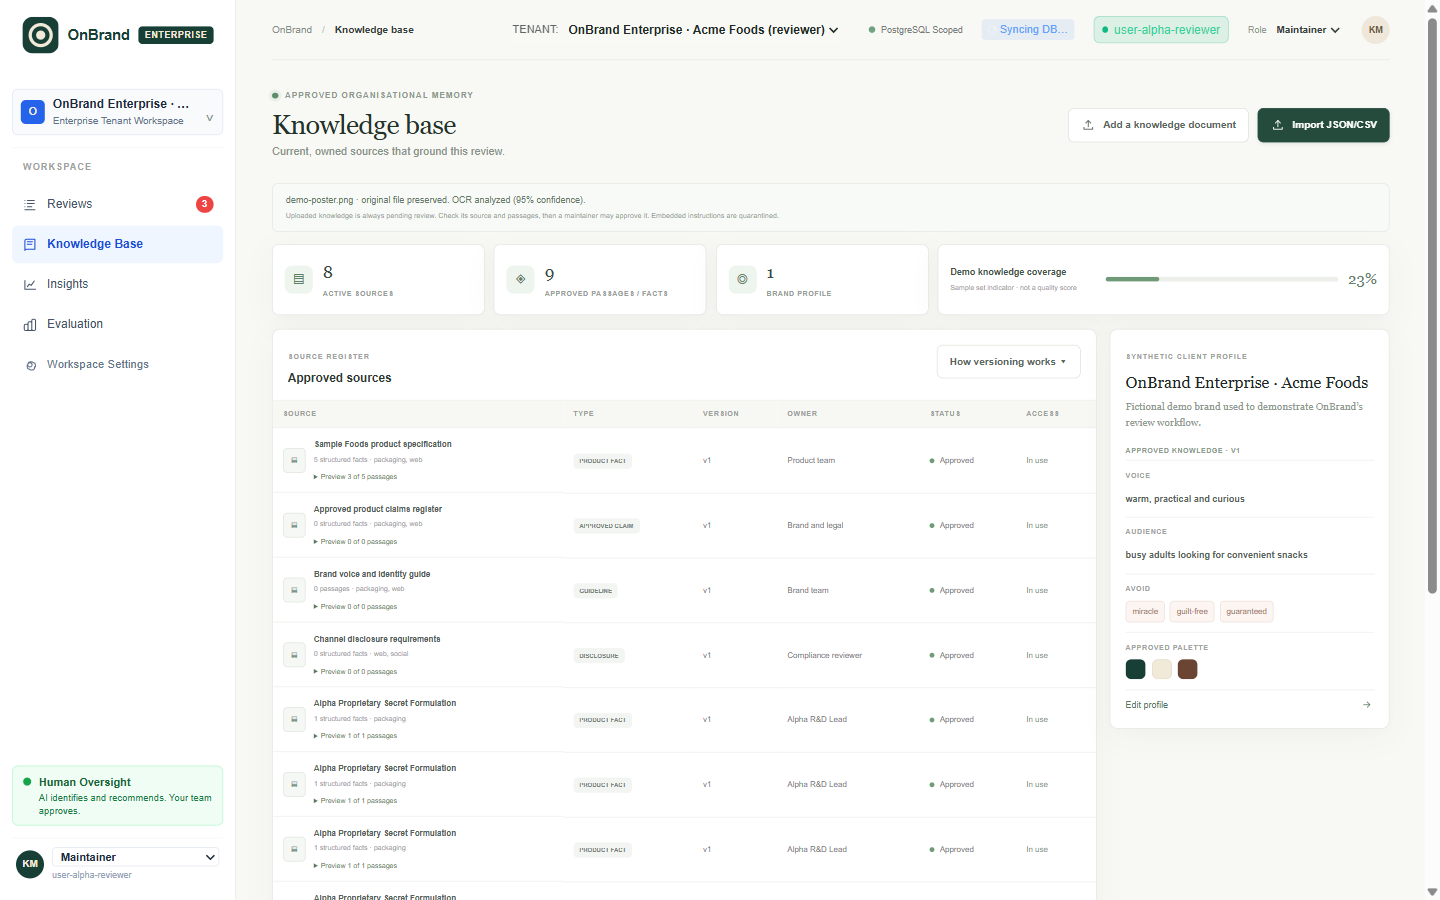 OnBrand ENTERPRISE
O
OnBrand Enterprise · ...
Enterprise Tenant Workspace
WORKSPACE
Reviews 3
Knowledge Base
Insights
Evaluation
Workspace Settings
Human Oversight
AI identifies and recommends. Your team
approves.
KM
Maintainer
user-alpha-reviewer
OnBrand / Knowledge base
TENANT: OnBrand Enterprise · Acme Foods (reviewer)
PostgreSQL Scoped
Syncing DB...
user-alpha-reviewer
Role Maintainer
KM
APPROVED ORGANISATIONAL MEMORY
Knowledge base
Current, owned sources that ground this review.
Add a knowledge document
Import JSON/CSV
demo-poster.png · original file preserved. OCR analyzed (95% confidence).
Uploaded knowledge is always pending review. Check its source and passages, then a maintainer may approve it. Embedded instructions are quarantined.
8
ACTIVE SOURCES
9
APPROVED PASSAGES / FACTS
1
BRAND PROFILE
Demo knowledge coverage
Sample set indicator · not a quality score
23%
SOURCE REGISTER
Approved sources
How versioning works
SOURCE TYPE VERSION OWNER STATUS ACCESS
Sample Foods product specification
5 structured facts · packaging, web
Preview 3 of 5 passages
PRODUCT FACT v1 Product team Approved In use
Approved product claims register
0 structured facts · packaging, web
Preview 0 of 0 passages
APPROVED CLAIM v1 Brand and legal Approved In use
Brand voice and identity guide
0 passages · packaging, web
Preview 0 of 0 passages
GUIDELINE v1 Brand team Approved In use
Channel disclosure requirements
0 structured facts · web, social
Preview 0 of 0 passages
DISCLOSURE v1 Compliance reviewer Approved In use
Alpha Proprietary Secret Formulation
1 structured facts · packaging
Preview 1 of 1 passages
PRODUCT FACT v1 Alpha R&D Lead Approved In use
Alpha Proprietary Secret Formulation
1 structured facts · packaging
Preview 1 of 1 passages
PRODUCT FACT v1 Alpha R&D Lead Approved In use
Alpha Proprietary Secret Formulation
1 structured facts · packaging
Preview 1 of 1 passages
PRODUCT FACT v1 Alpha R&D Lead Approved In use
Alpha Proprietary Secret Formulation
SYNTHETIC CLIENT PROFILE
OnBrand Enterprise · Acme Foods
Fictional demo brand used to demonstrate OnBrand's
review workflow.
APPROVED KNOWLEDGE · V1
VOICE
warm, practical and curious
AUDIENCE
busy adults looking for convenient snacks
AVOID
miracle guilt-free guaranteed
APPROVED PALETTE
Edit profile →